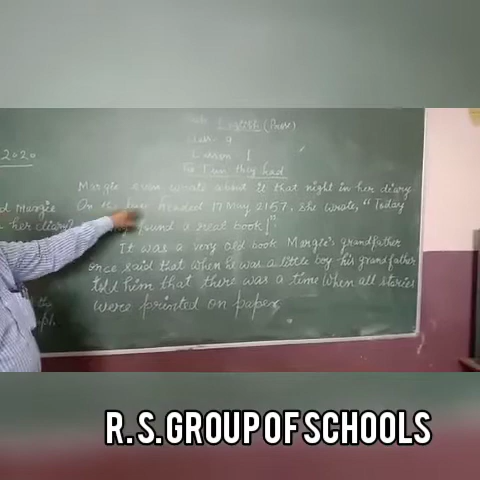 English (Prose)
Class 9
Lesson 1
The Fun they had
2020
Margie even wrote about it that night in her diary
On the page headed 17 May 2157, she wrote, "Today
found a real book!"
It was a very old book Margie's grandfather
once said that when he was a little boy his grandfather
told him that there was a time when all stories
were printed on paper
nd Margie
her diary?
R.S. GROUP OF SCHOOLS